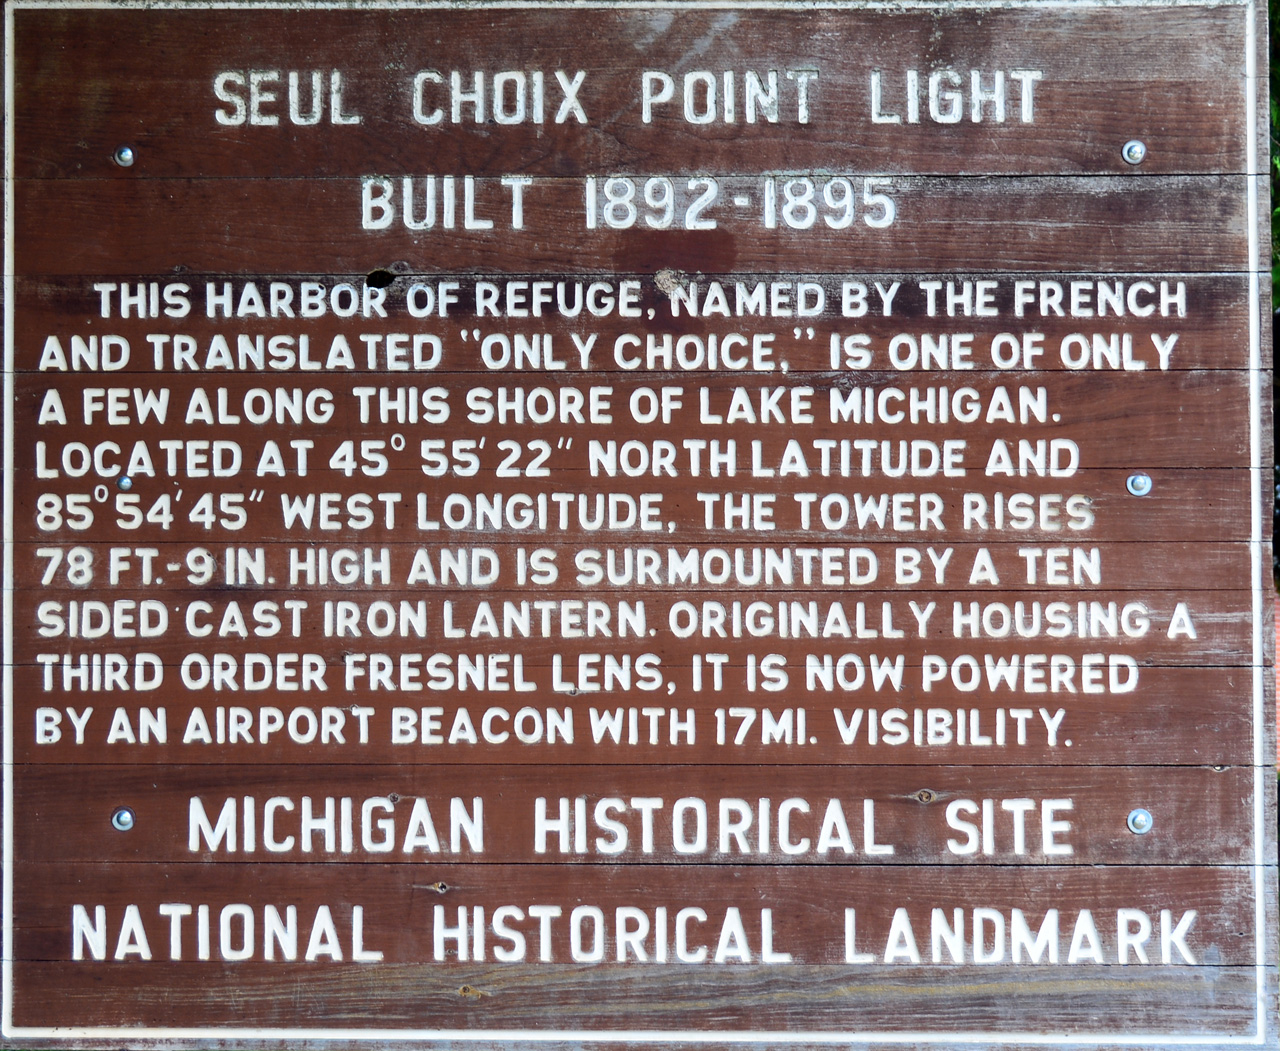 SEUL CHOIX POINT LIGHT
BUILT 1892-1895
THIS HARBOR OF REFUGE, NAMED BY THE FRENCH
AND TRANSLATED "ONLY CHOICE," IS ONE OF ONLY
A FEW ALONG THIS SHORE OF LAKE MICHIGAN.
LOCATED AT 45° 55' 22" NORTH LATITUDE AND
85° 54' 45" WEST LONGITUDE, THE TOWER RISES
78 FT.-9 IN. HIGH AND IS SURMOUNTED BY A TEN
SIDED CAST IRON LANTERN. ORIGINALLY HOUSING A
THIRD ORDER FRESNEL LENS, IT IS NOW POWERED
BY AN AIRPORT BEACON WITH 17MI. VISIBILITY.
MICHIGAN HISTORICAL SITE
NATIONAL HISTORICAL LANDMARK